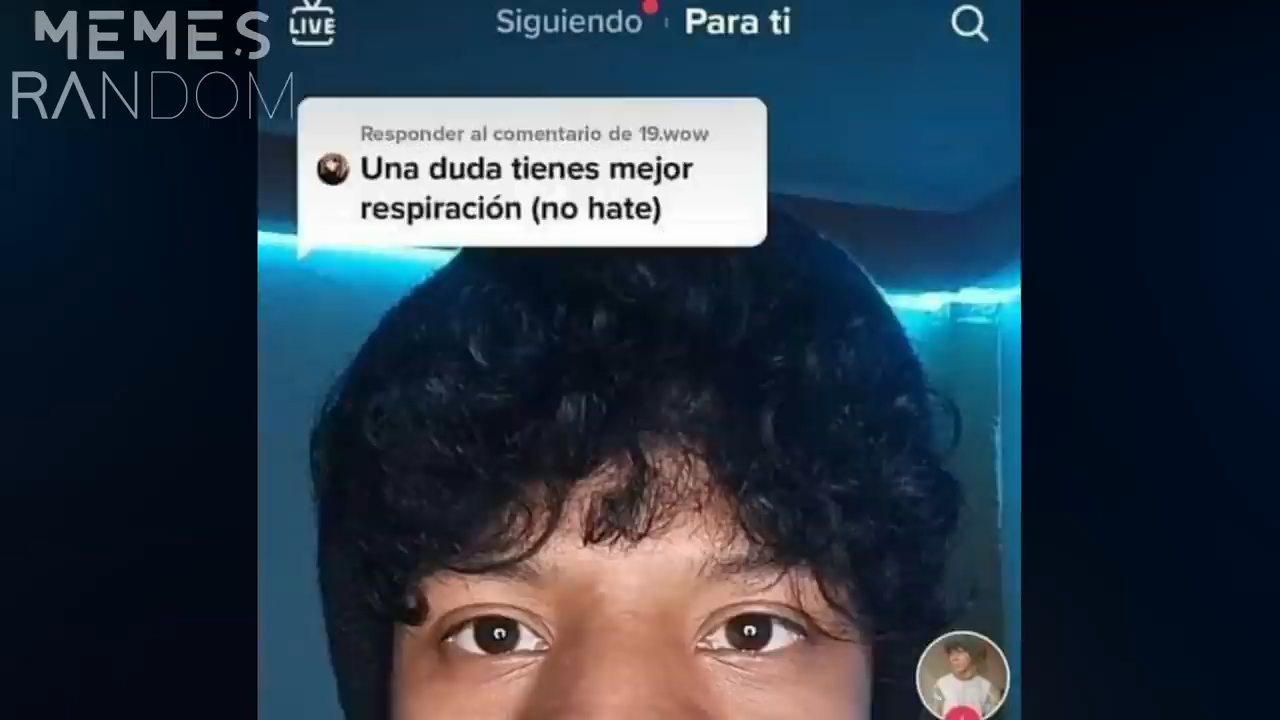 MEMES
RANDOM
LIVE
Siguiendo
Para ti
Responder al comentario de 19.wow
Una duda tienes mejor
respiración (no hate)